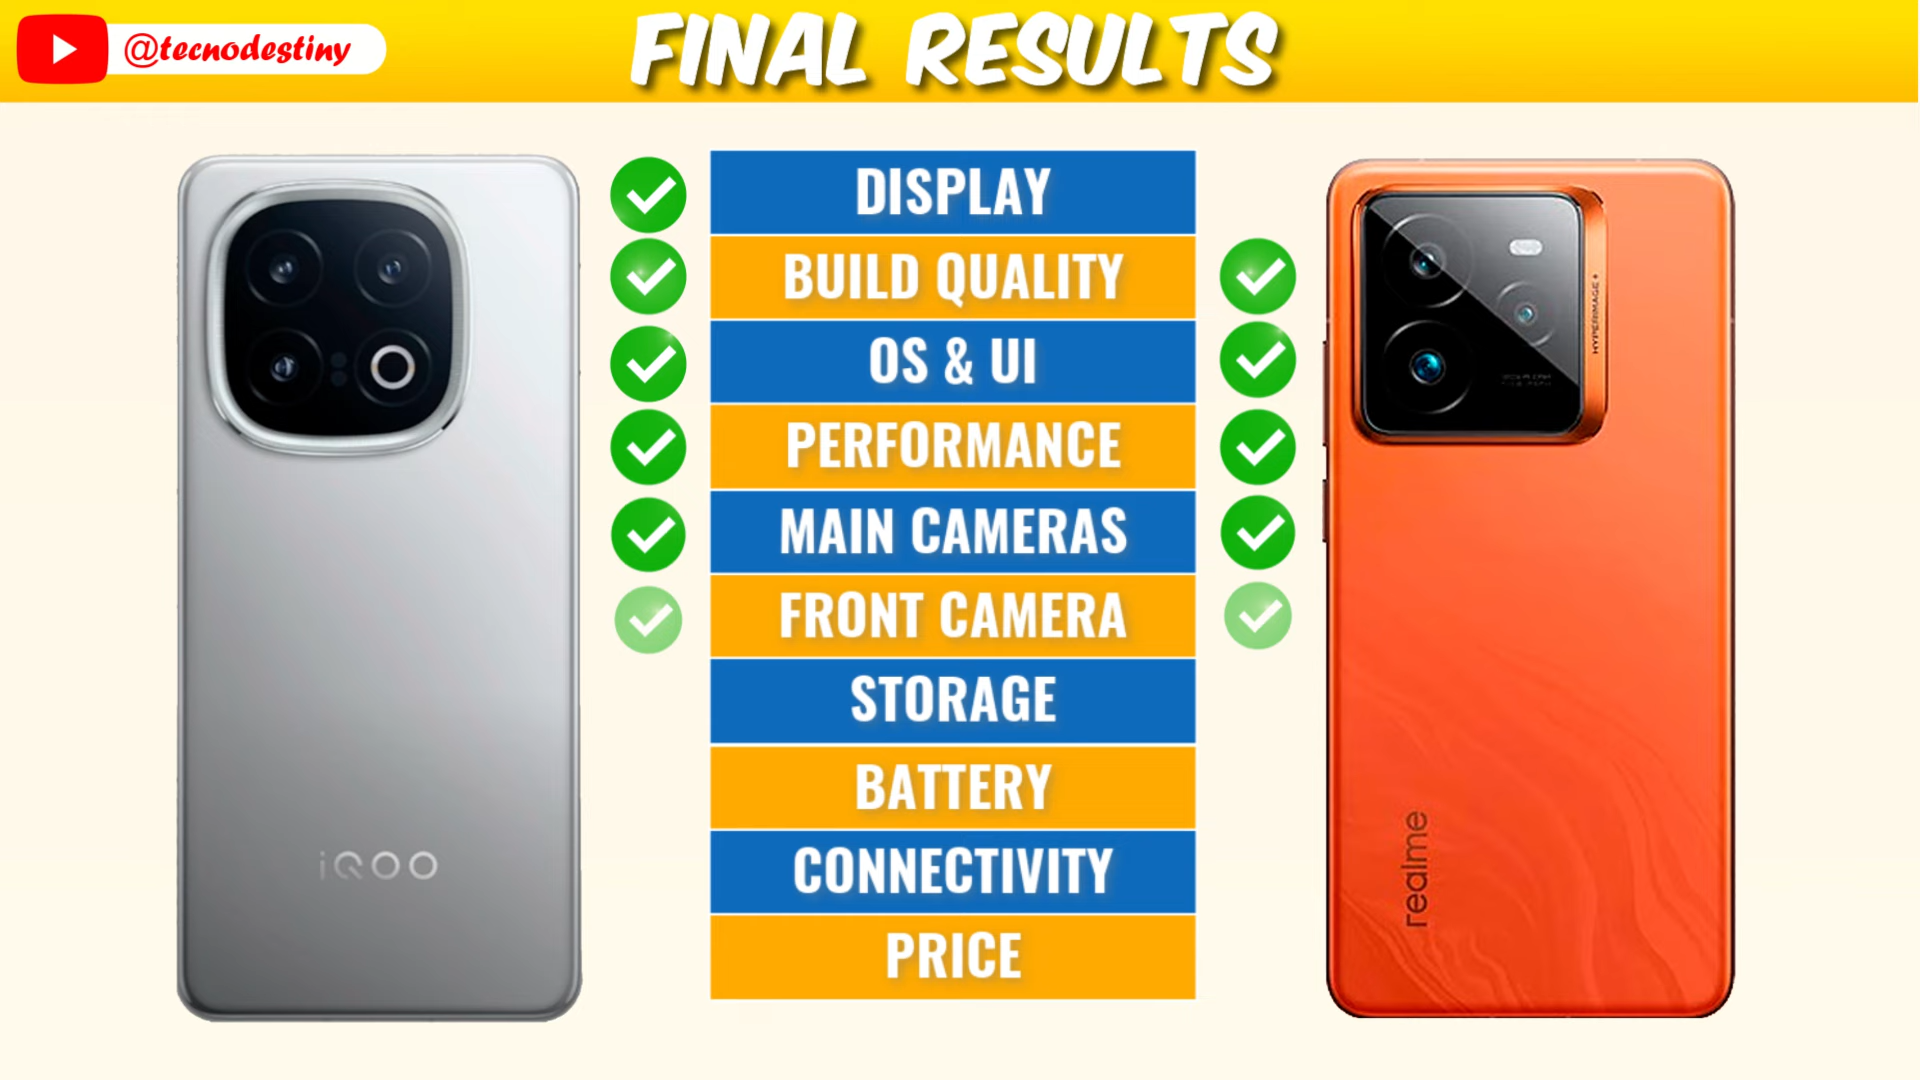 @tecnodestiny
FINAL RESULTS
DISPLAY
BUILD QUALITY
OS & UI
PERFORMANCE
MAIN CAMERAS
FRONT CAMERA
STORAGE
BATTERY
CONNECTIVITY
PRICE
iQOO
HYPERIMAGE+
realme